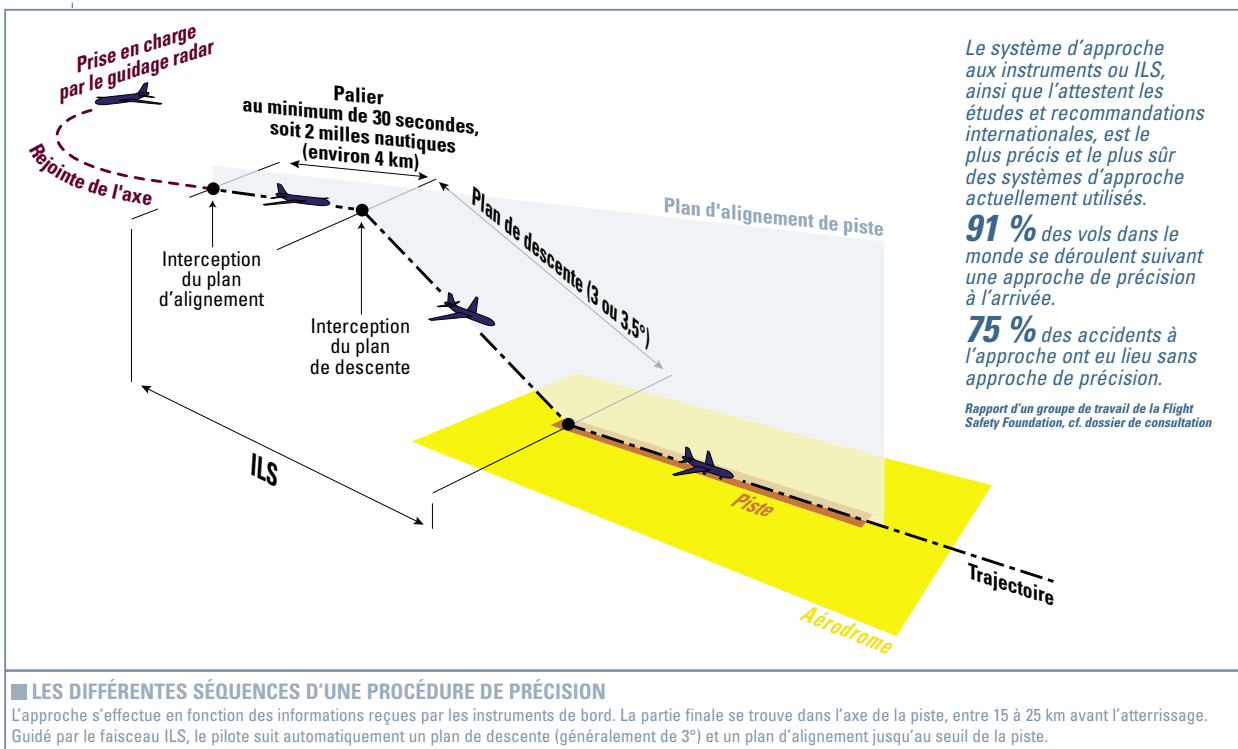 Prise en charge
par le guidage radar
Rejointe de l'axe
Palier
au minimum de 30 secondes,
soit 2 milles nautiques
(environ 4 km)
Interception
du plan
d'alignement
Interception
du plan
de descente
Plan de descente (3 ou 3,5°)
Plan d'alignement de piste
ILS
Piste
Aérodrome
Trajectoire
Le système d'approche
aux instruments ou ILS,
ainsi que l'attestent les
études et recommandations
internationales, est le
plus précis et le plus sûr
des systèmes d'approche
actuellement utilisés.
91 % des vols dans le
monde se déroulent suivant
une approche de précision
à l'arrivée.
75 % des accidents à
l'approche ont eu lieu sans
approche de précision.
Rapport d'un groupe de travail de la Flight
Safety Foundation, cf. dossier de consultation
LES DIFFÉRENTES SÉQUENCES D'UNE PROCÉDURE DE PRÉCISION
L'approche s'effectue en fonction des informations reçues par les instruments de bord. La partie finale se trouve dans l'axe de la piste, entre 15 à 25 km avant l'atterrissage.
Guidé par le faisceau ILS, le pilote suit automatiquement un plan de descente (généralement de 3°) et un plan d'alignement jusqu'au seuil de la piste.